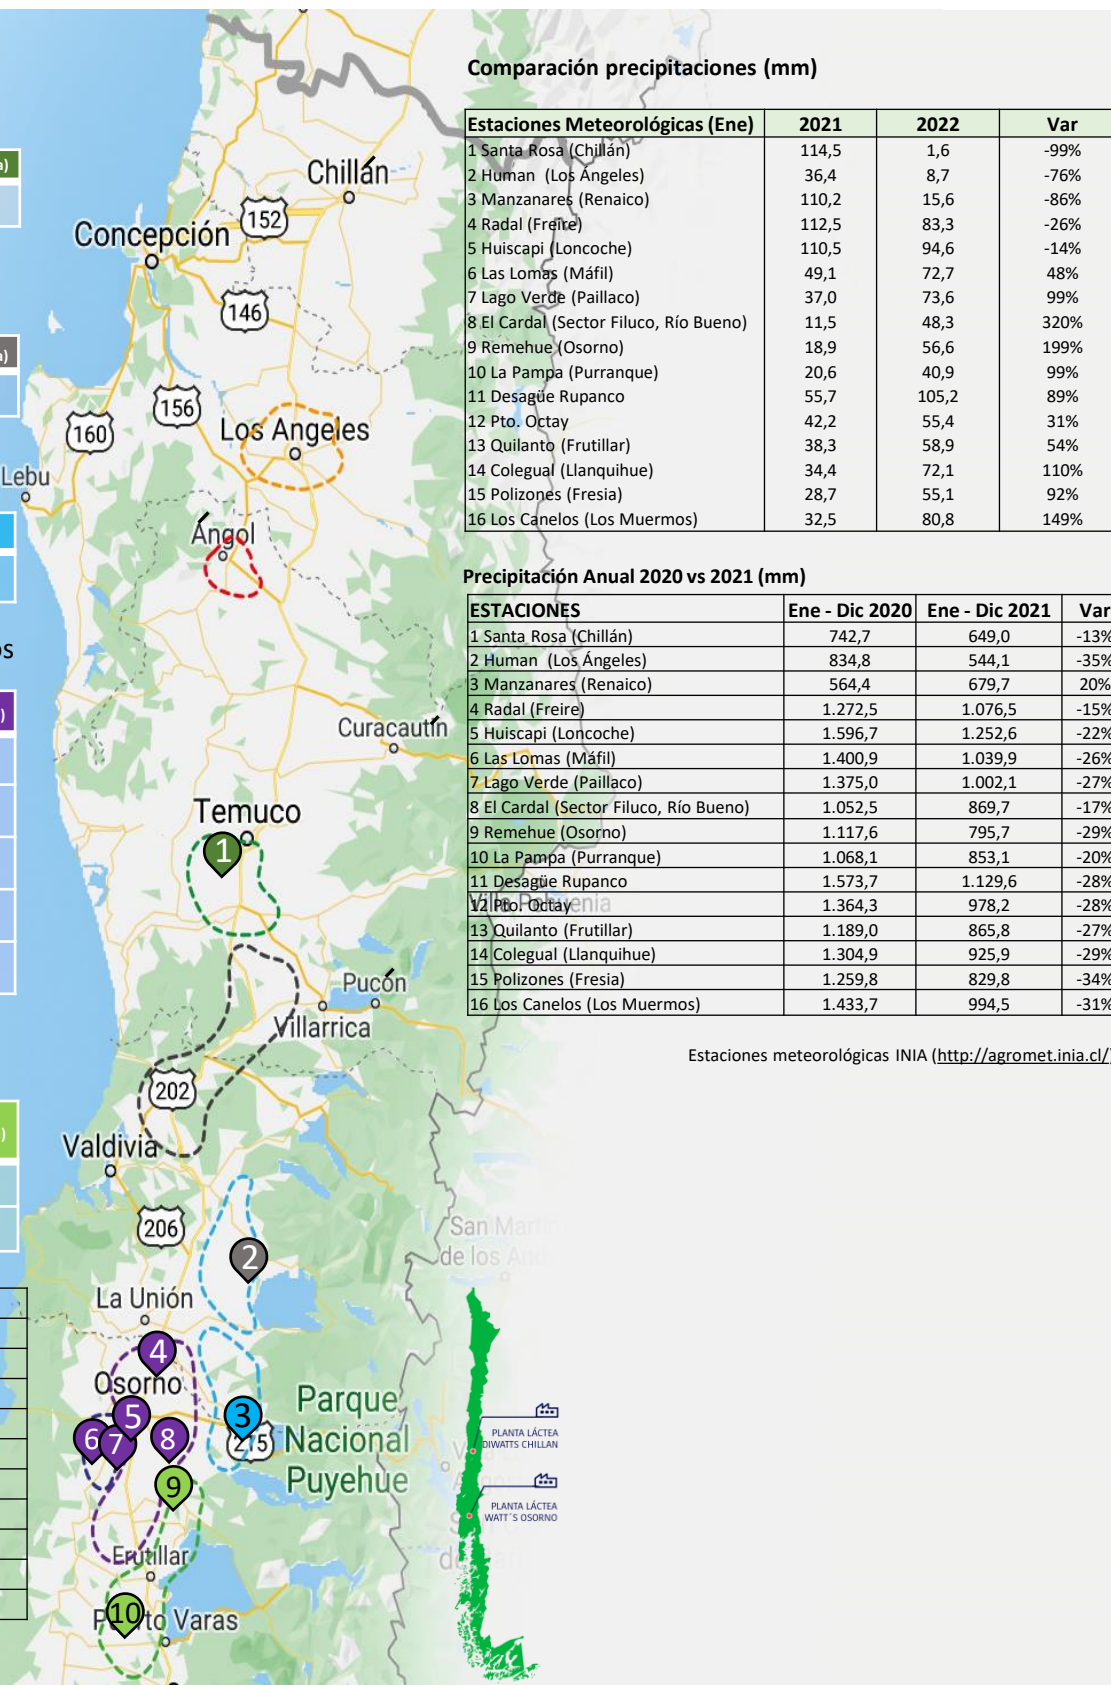 Comparación precipitaciones (mm)
Estaciones Meteorológicas (Ene) 2021 2022 Var
1 Santa Rosa (Chillán) 114,5 1,6 -99%
2 Human (Los Ángeles) 36,4 8,7 -76%
3 Manzanares (Renaico) 110,2 15,6 -86%
4 Radal (Freire) 112,5 83,3 -26%
5 Huiscapi (Loncoche) 110,5 94,6 -14%
6 Las Lomas (Máfil) 49,1 72,7 48%
7 Lago Verde (Paillaco) 37,0 73,6 99%
8 El Cardal (Sector Filuco, Río Bueno) 11,5 48,3 320%
9 Remehue (Osorno) 18,9 56,6 199%
10 La Pampa (Purranque) 20,6 40,9 99%
11 Desagüe Rupanco 55,7 105,2 89%
12 Pto. Octay 42,2 55,4 31%
13 Quilanto (Frutillar) 38,3 58,9 54%
14 Colegual (Llanquihue) 34,4 72,1 110%
15 Polizones (Fresia) 28,7 55,1 92%
16 Los Canelos (Los Muermos) 32,5 80,8 149%
Precipitación Anual 2020 vs 2021 (mm)
ESTACIONES Ene - Dic 2020 Ene - Dic 2021 Var
1 Santa Rosa (Chillán) 742,7 649,0 -13%
2 Human (Los Ángeles) 834,8 544,1 -35%
3 Manzanares (Renaico) 564,4 679,7 20%
4 Radal (Freire) 1.272,5 1.076,5 -15%
5 Huiscapi (Loncoche) 1.596,7 1.252,6 -22%
6 Las Lomas (Máfil) 1.400,9 1.039,9 -26%
7 Lago Verde (Paillaco) 1.375,0 1.002,1 -27%
8 El Cardal (Sector Filuco, Río Bueno) 1.052,5 869,7 -17%
9 Remehue (Osorno) 1.117,6 795,7 -29%
10 La Pampa (Purranque) 1.068,1 853,1 -20%
11 Desagüe Rupanco 1.573,7 1.129,6 -28%
12 Pto. Octay 1.364,3 978,2 -28%
13 Quilanto (Frutillar) 1.189,0 865,8 -27%
14 Colegual (Llanquihue) 1.304,9 925,9 -29%
15 Polizones (Fresia) 1.259,8 829,8 -34%
16 Los Canelos (Los Muermos) 1.433,7 994,5 -31%
Estaciones meteorológicas INIA (http://agromet.inia.cl/)
Chillán
152
Concepción
146
156
160
Los Angeles
Lebu
Angol
os
Curacautín
Temuco
1
Pucón
Villarrica
202
Valdivia
206
San Mart
de los An
2
La Unión
4
Osorno
5
3
6
7
8
215
Parque
Nacional
Puyehue
9
PLANTA LÁCTEA
DIWATTS CHILLAN
PLANTA LÁCTEA
WATT´S OSORNO
Frutillar
10
Puerto Varas